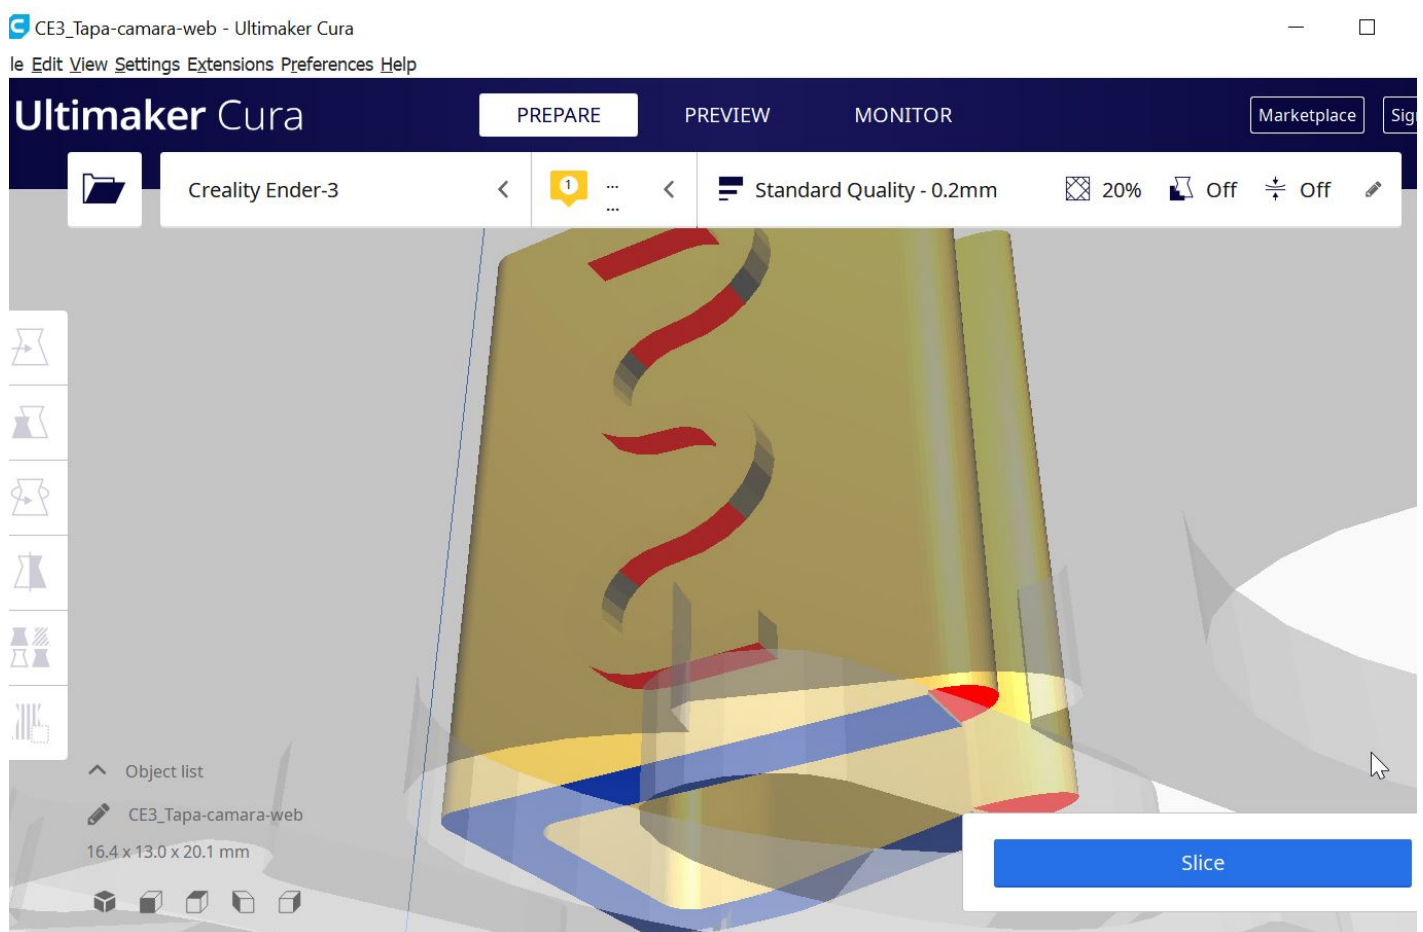 CE3_Tapa-camara-web - Ultimaker Cura
le Edit View Settings Extensions Preferences Help
Ultimaker Cura PREPARE PREVIEW MONITOR Marketplace Sig
Creality Ender-3 1 ... ... Standard Quality - 0.2mm 20% Off Off
Object list
CE3_Tapa-camara-web
16.4 x 13.0 x 20.1 mm
Slice